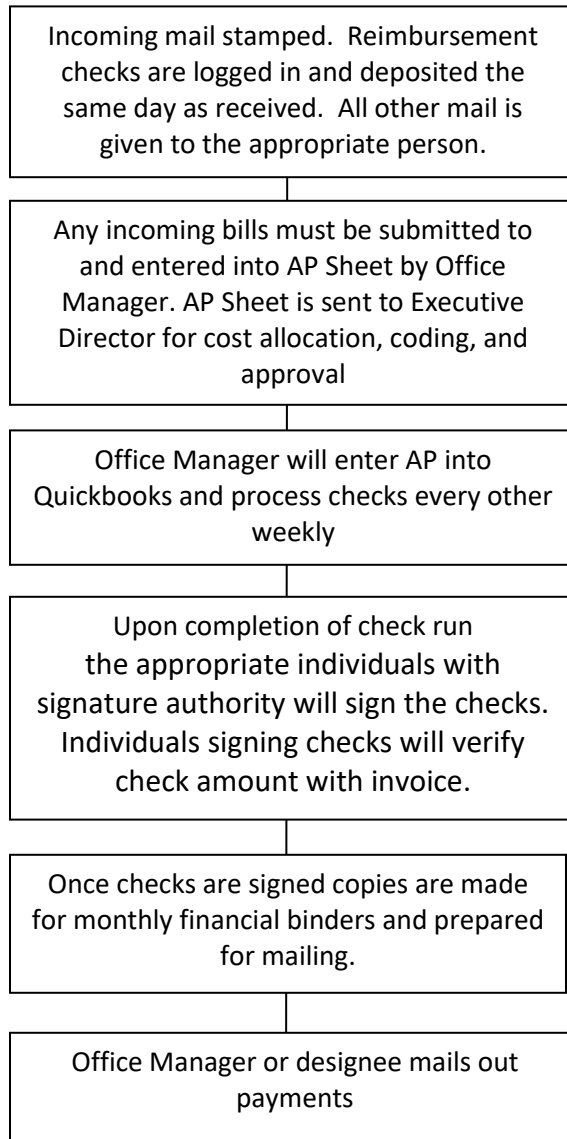 Incoming mail stamped.  Reimbursement
checks are logged in and deposited the
same day as received.  All other mail is
given to the appropriate person.
Any incoming bills must be submitted to
and entered into AP Sheet by Office
Manager. AP Sheet is sent to Executive
Director for cost allocation, coding, and
approval
Office Manager will enter AP into
Quickbooks and process checks every other
weekly
Upon completion of check run
the appropriate individuals with
signature authority will sign the checks.
Individuals signing checks will verify
check amount with invoice.
Once checks are signed copies are made
for monthly financial binders and prepared
for mailing.
Office Manager or designee mails out
payments